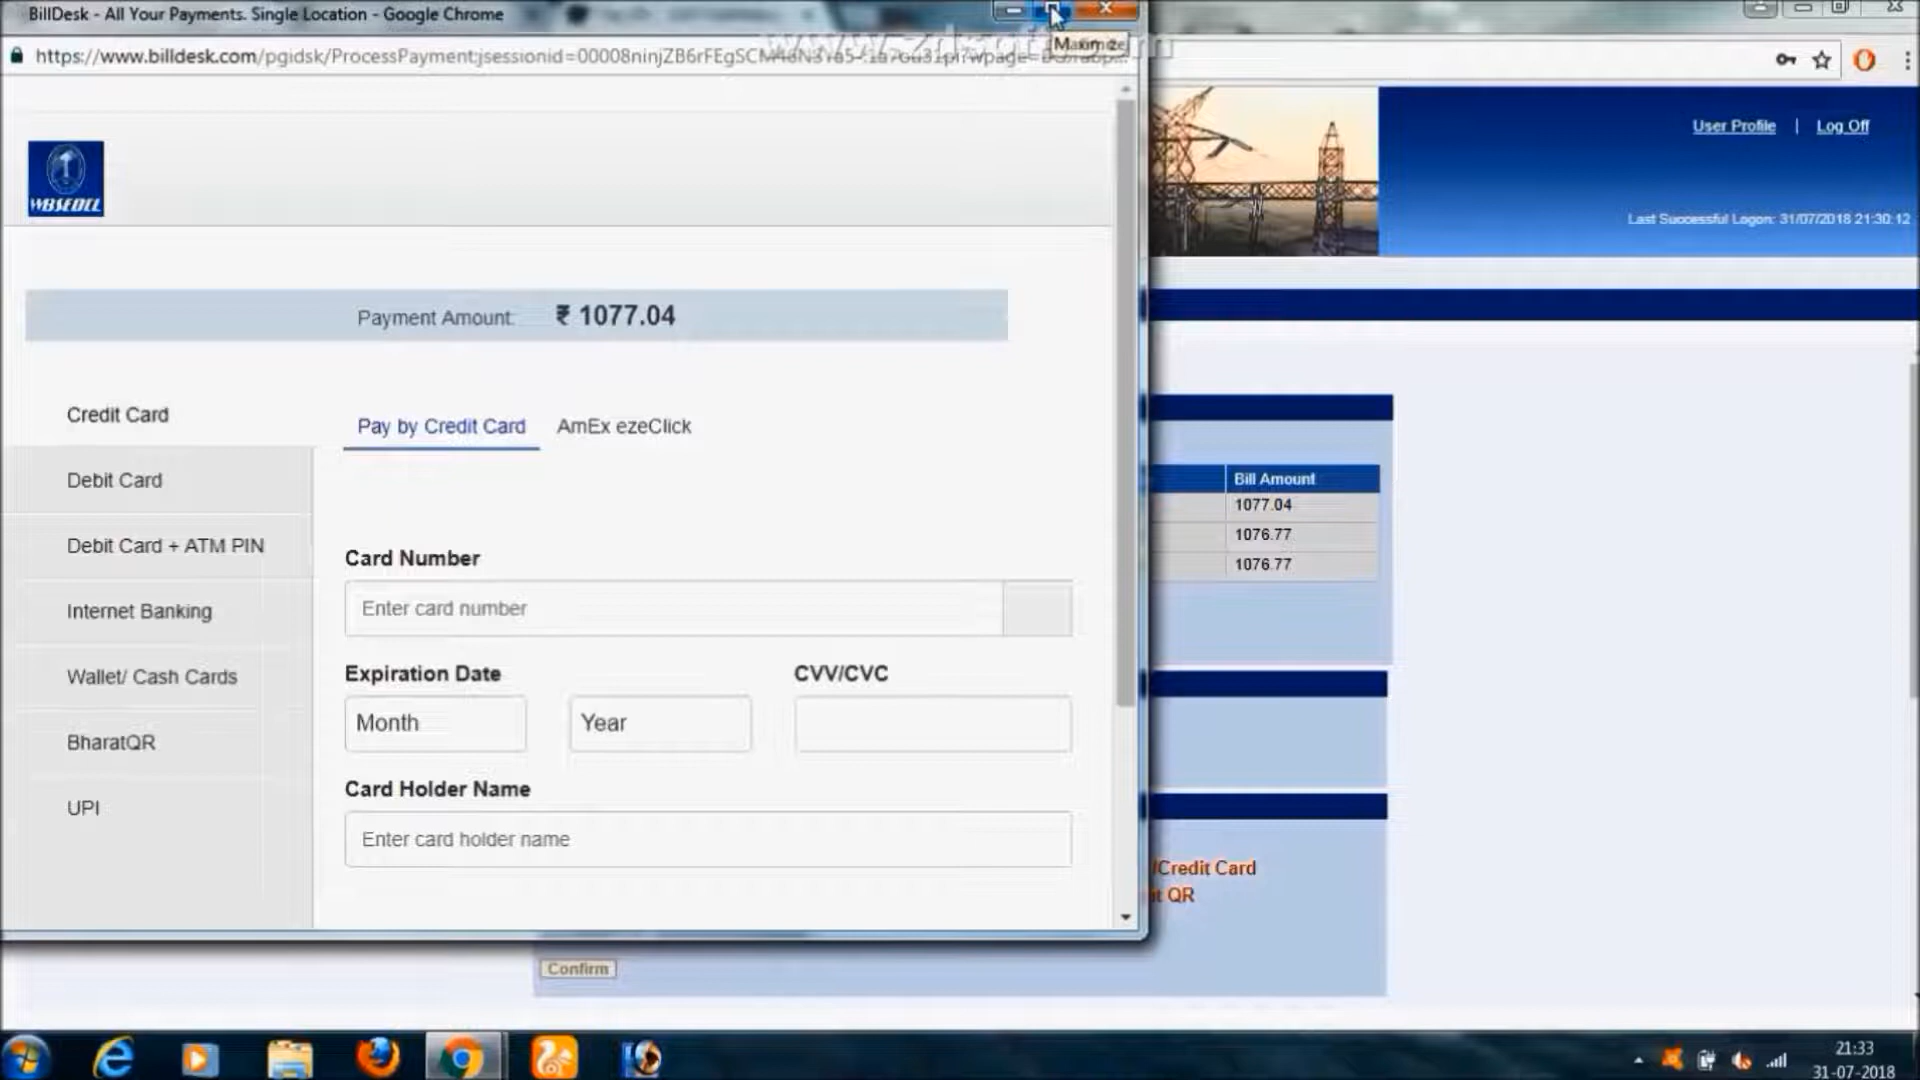 BillDesk - All Your Payments. Single Location - Google Chrome
Maximize
https://www.billdesk.com/pgidsk/ProcessPayment;jsessionid=00008ninjZB6rFEgSCM
User Profile | Log Off
WBSEDCL
Last Successful Logon: 31/07/2018 21:30:12
Payment Amount: ₹ 1077.04
Credit Card
Pay by Credit Card
AmEx ezeClick
Debit Card
Debit Card + ATM PIN
Internet Banking
Wallet/ Cash Cards
BharatQR
UPI
Card Number
Enter card number
Expiration Date
CVV/CVC
Month
Year
Card Holder Name
Enter card holder name
Bill Amount
1077.04
1076.77
1076.77
/Credit Card
QR
Confirm
21:33
31-07-2018